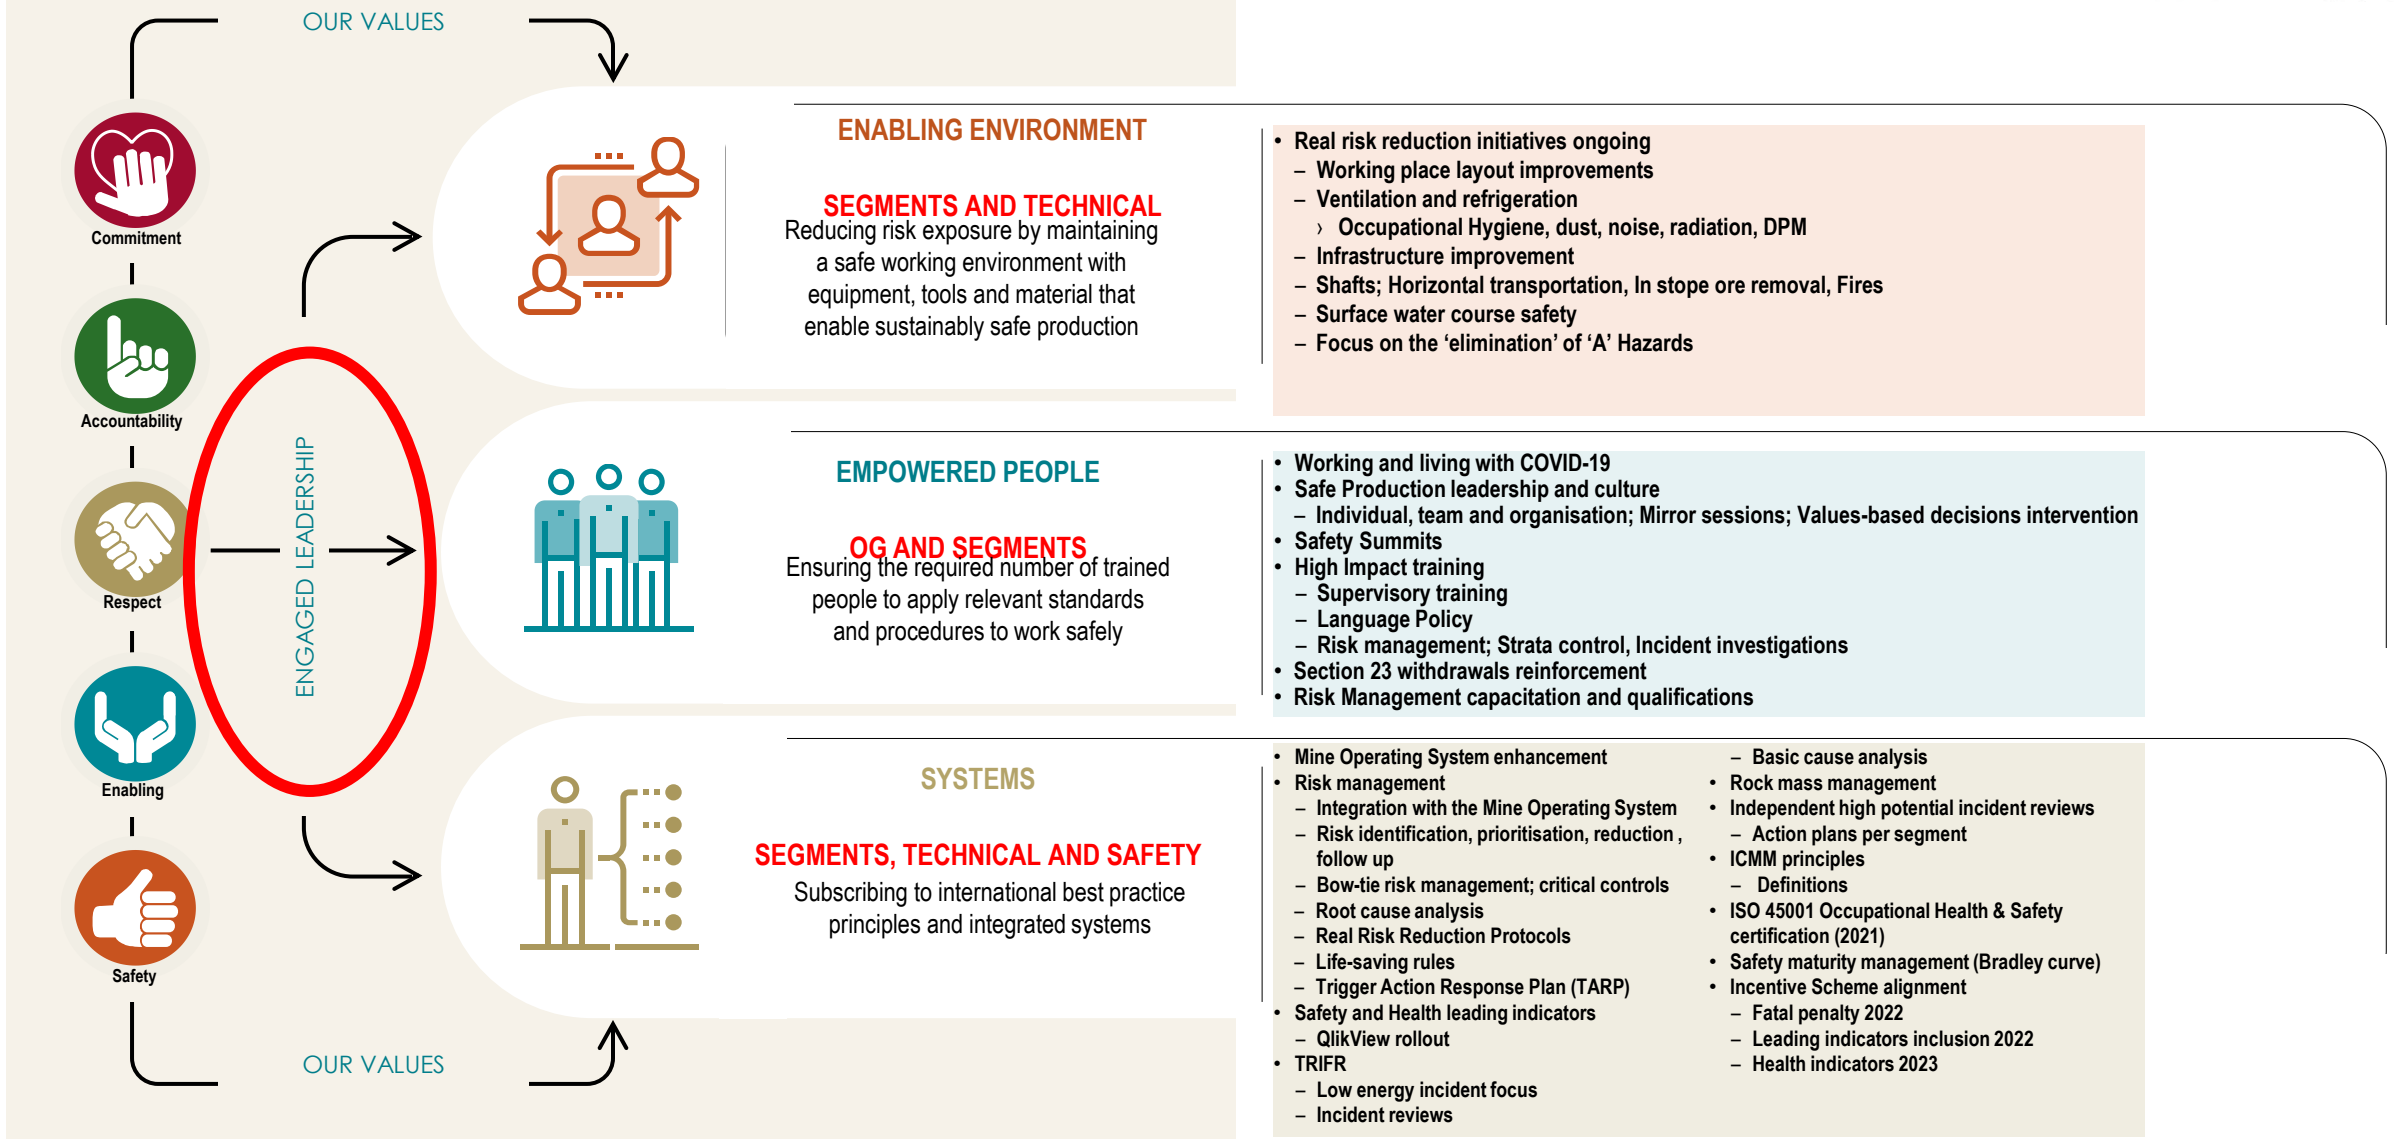 OUR VALUES
Commitment
Accountability
Respect
Enabling
Safety
OUR VALUES
ENGAGED LEADERSHIP
ENABLING ENVIRONMENT
SEGMENTS AND TECHNICAL
Reducing risk exposure by maintaining
a safe working environment with
equipment, tools and material that
enable sustainably safe production
• Real risk reduction initiatives ongoing
– Working place layout improvements
– Ventilation and refrigeration
› Occupational Hygiene, dust, noise, radiation, DPM
– Infrastructure improvement
– Shafts; Horizontal transportation, In stope ore removal, Fires
– Surface water course safety
– Focus on the ‘elimination’ of ‘A’ Hazards
EMPOWERED PEOPLE
OG AND SEGMENTS
Ensuring the required number of trained
people to apply relevant standards
and procedures to work safely
• Working and living with COVID-19
• Safe Production leadership and culture
– Individual, team and organisation; Mirror sessions; Values-based decisions intervention
• Safety Summits
• High Impact training
– Supervisory training
– Language Policy
– Risk management; Strata control, Incident investigations
• Section 23 withdrawals reinforcement
• Risk Management capacitation and qualifications
SYSTEMS
SEGMENTS, TECHNICAL AND SAFETY
Subscribing to international best practice
principles and integrated systems
• Mine Operating System enhancement
• Risk management
– Integration with the Mine Operating System
– Risk identification, prioritisation, reduction ,
follow up
– Bow-tie risk management; critical controls
– Root cause analysis
– Real Risk Reduction Protocols
– Life-saving rules
– Trigger Action Response Plan (TARP)
• Safety and Health leading indicators
– QlikView rollout
• TRIFR
– Low energy incident focus
– Incident reviews
– Basic cause analysis
• Rock mass management
• Independent high potential incident reviews
– Action plans per segment
• ICMM principles
– Definitions
• ISO 45001 Occupational Health & Safety
certification (2021)
• Safety maturity management (Bradley curve)
• Incentive Scheme alignment
– Fatal penalty 2022
– Leading indicators inclusion 2022
– Health indicators 2023